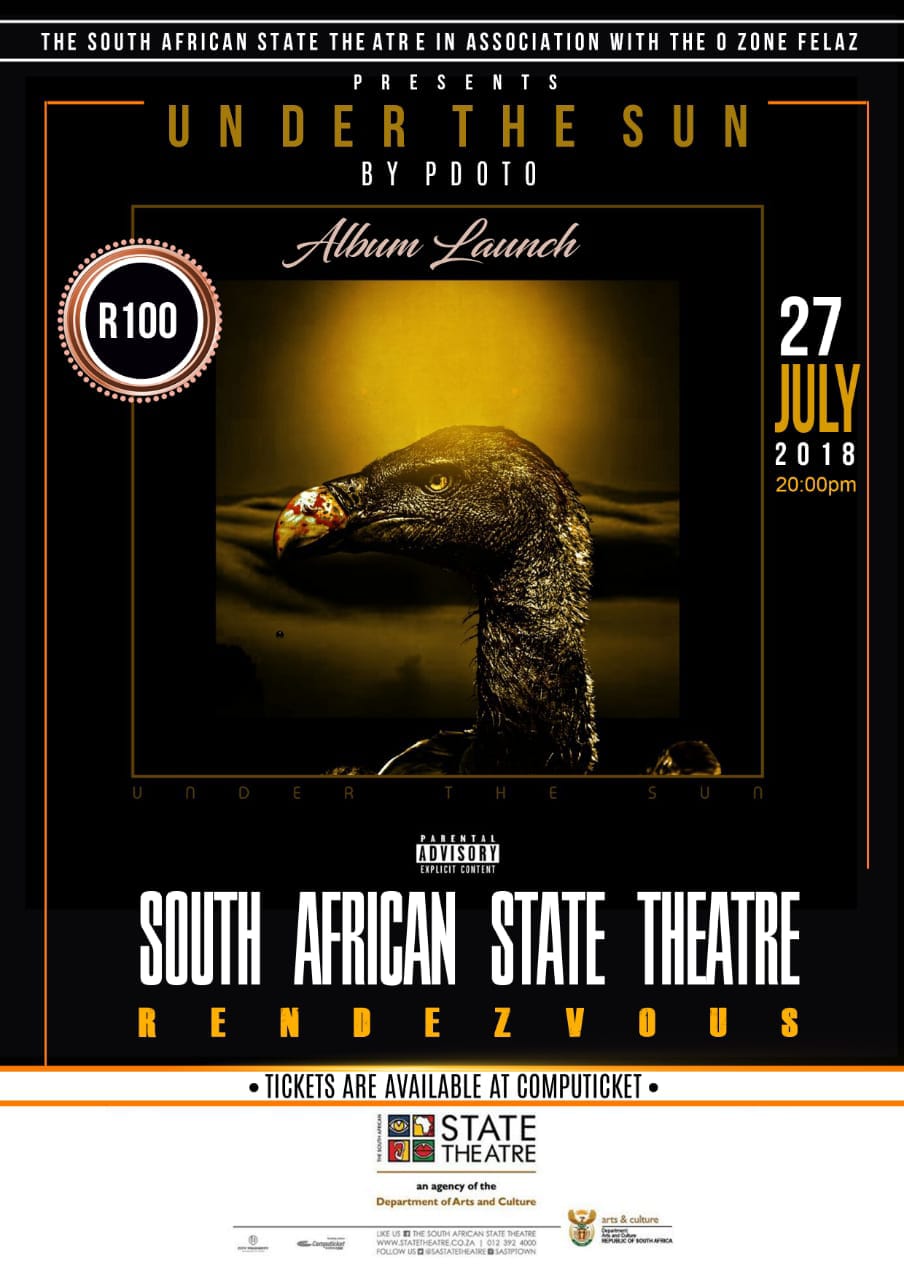 THE SOUTH AFRICAN STATE THEATRE IN ASSOCIATION WITH THE O ZONE FELAZ
PRESENTS
UNDER THE SUN
BY PDOTO
Album Launch
R100
27
JULY
2018
20:00pm
UNDER THE SUN
PARENTAL
ADVISORY
EXPLICIT CONTENT
SOUTH AFRICAN STATE THEATRE
RENDEZVOUS
• TICKETS ARE AVAILABLE AT COMPUTICKET •
THE SOUTH AFRICAN
STATE
THEATRE
an agency of the
Department of Arts and Culture
LIKE US THE SOUTH AFRICAN STATE THEATRE
WWW.STATETHEATRE.CO.ZA | 012 392 4000
FOLLOW US @SASTATETHEATRE SASTPTOWN
Computicket
arts & culture
Department:
Arts and Culture
REPUBLIC OF SOUTH AFRICA